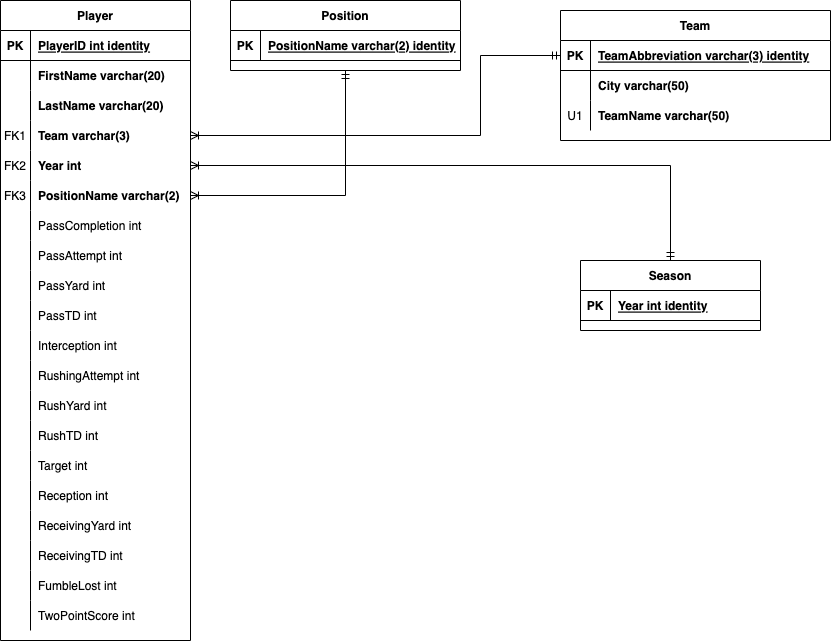 Player
PK PlayerID int identity
FirstName varchar(20)
LastName varchar(20)
FK1 Team varchar(3)
FK2 Year int
FK3 PositionName varchar(2)
PassCompletion int
PassAttempt int
PassYard int
PassTD int
Interception int
RushingAttempt int
RushYard int
RushTD int
Target int
Reception int
ReceivingYard int
ReceivingTD int
FumbleLost int
TwoPointScore int
Position
PK PositionName varchar(2) identity
Team
PK TeamAbbreviation varchar(3) identity
City varchar(50)
U1 TeamName varchar(50)
Season
PK Year int identity